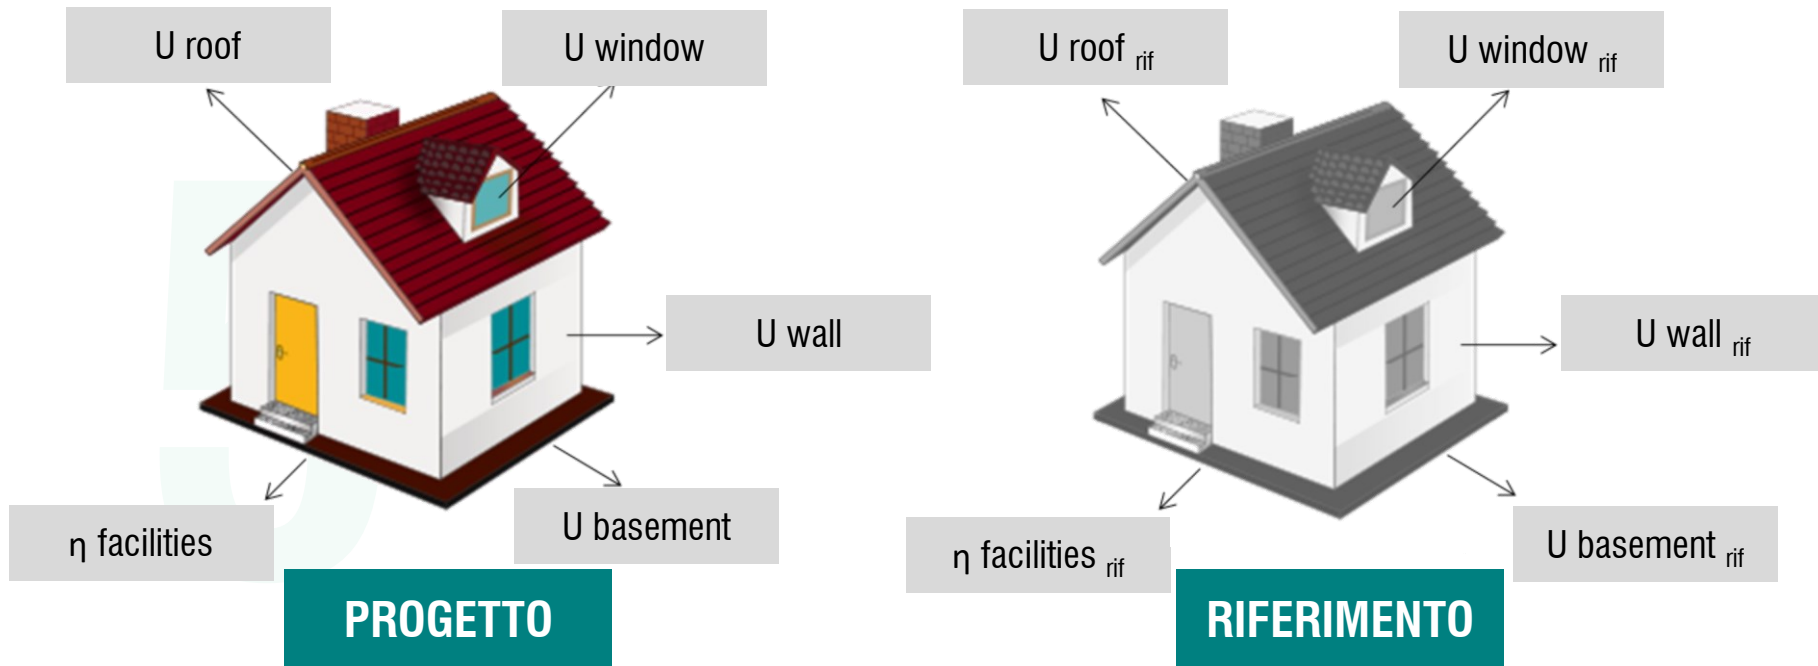 U roof
U window
U wall
η facilities
U basement
PROGETTO
U roof rif
U window rif
U wall rif
η facilities rif
U basement rif
RIFERIMENTO